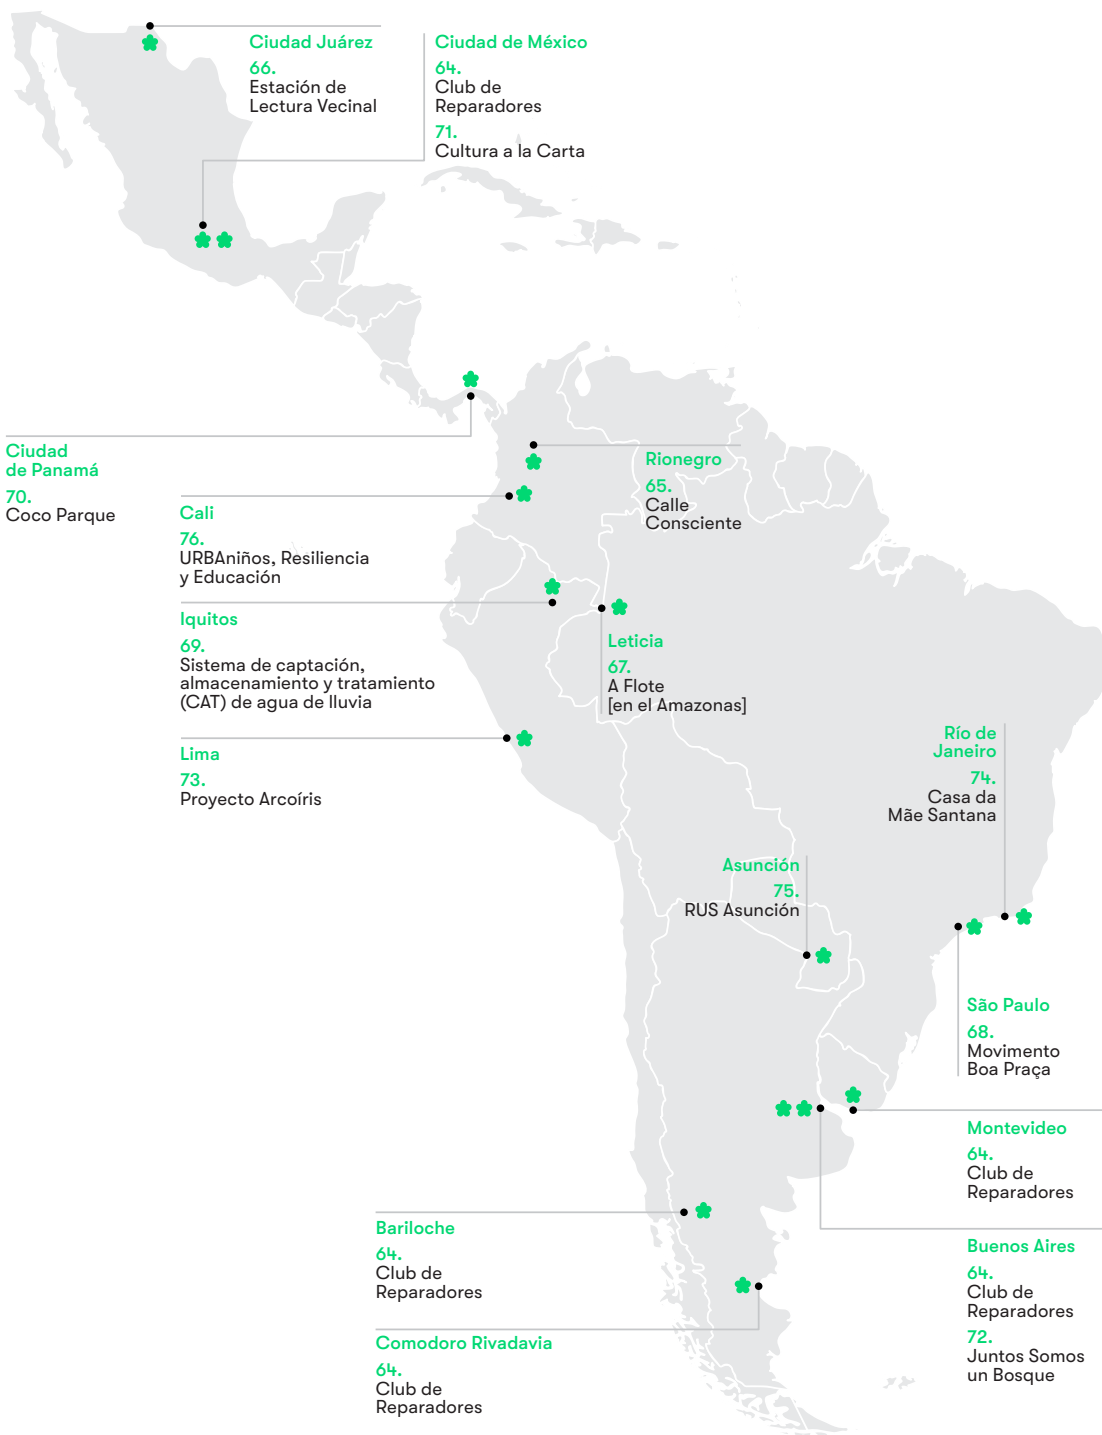 Ciudad Juárez
66.
Estación de
Lectura Vecinal
Ciudad de México
64.
Club de
Reparadores
71.
Cultura a la Carta
Ciudad
de Panamá
70.
Coco Parque
Rionegro
65.
Calle
Consciente
Cali
76.
URBAniños, Resiliencia
y Educación
Iquitos
69.
Sistema de captación,
almacenamiento y tratamiento
(CAT) de agua de lluvia
Leticia
67.
A Flote
[en el Amazonas]
Lima
73.
Proyecto Arcoíris
Río de
Janeiro
74.
Casa da
Mãe Santana
Asunción
75.
RUS Asunción
São Paulo
68.
Movimento
Boa Praça
Montevideo
64.
Club de
Reparadores
Bariloche
64.
Club de
Reparadores
Buenos Aires
64.
Club de
Reparadores
72.
Juntos Somos
un Bosque
Comodoro Rivadavia
64.
Club de
Reparadores